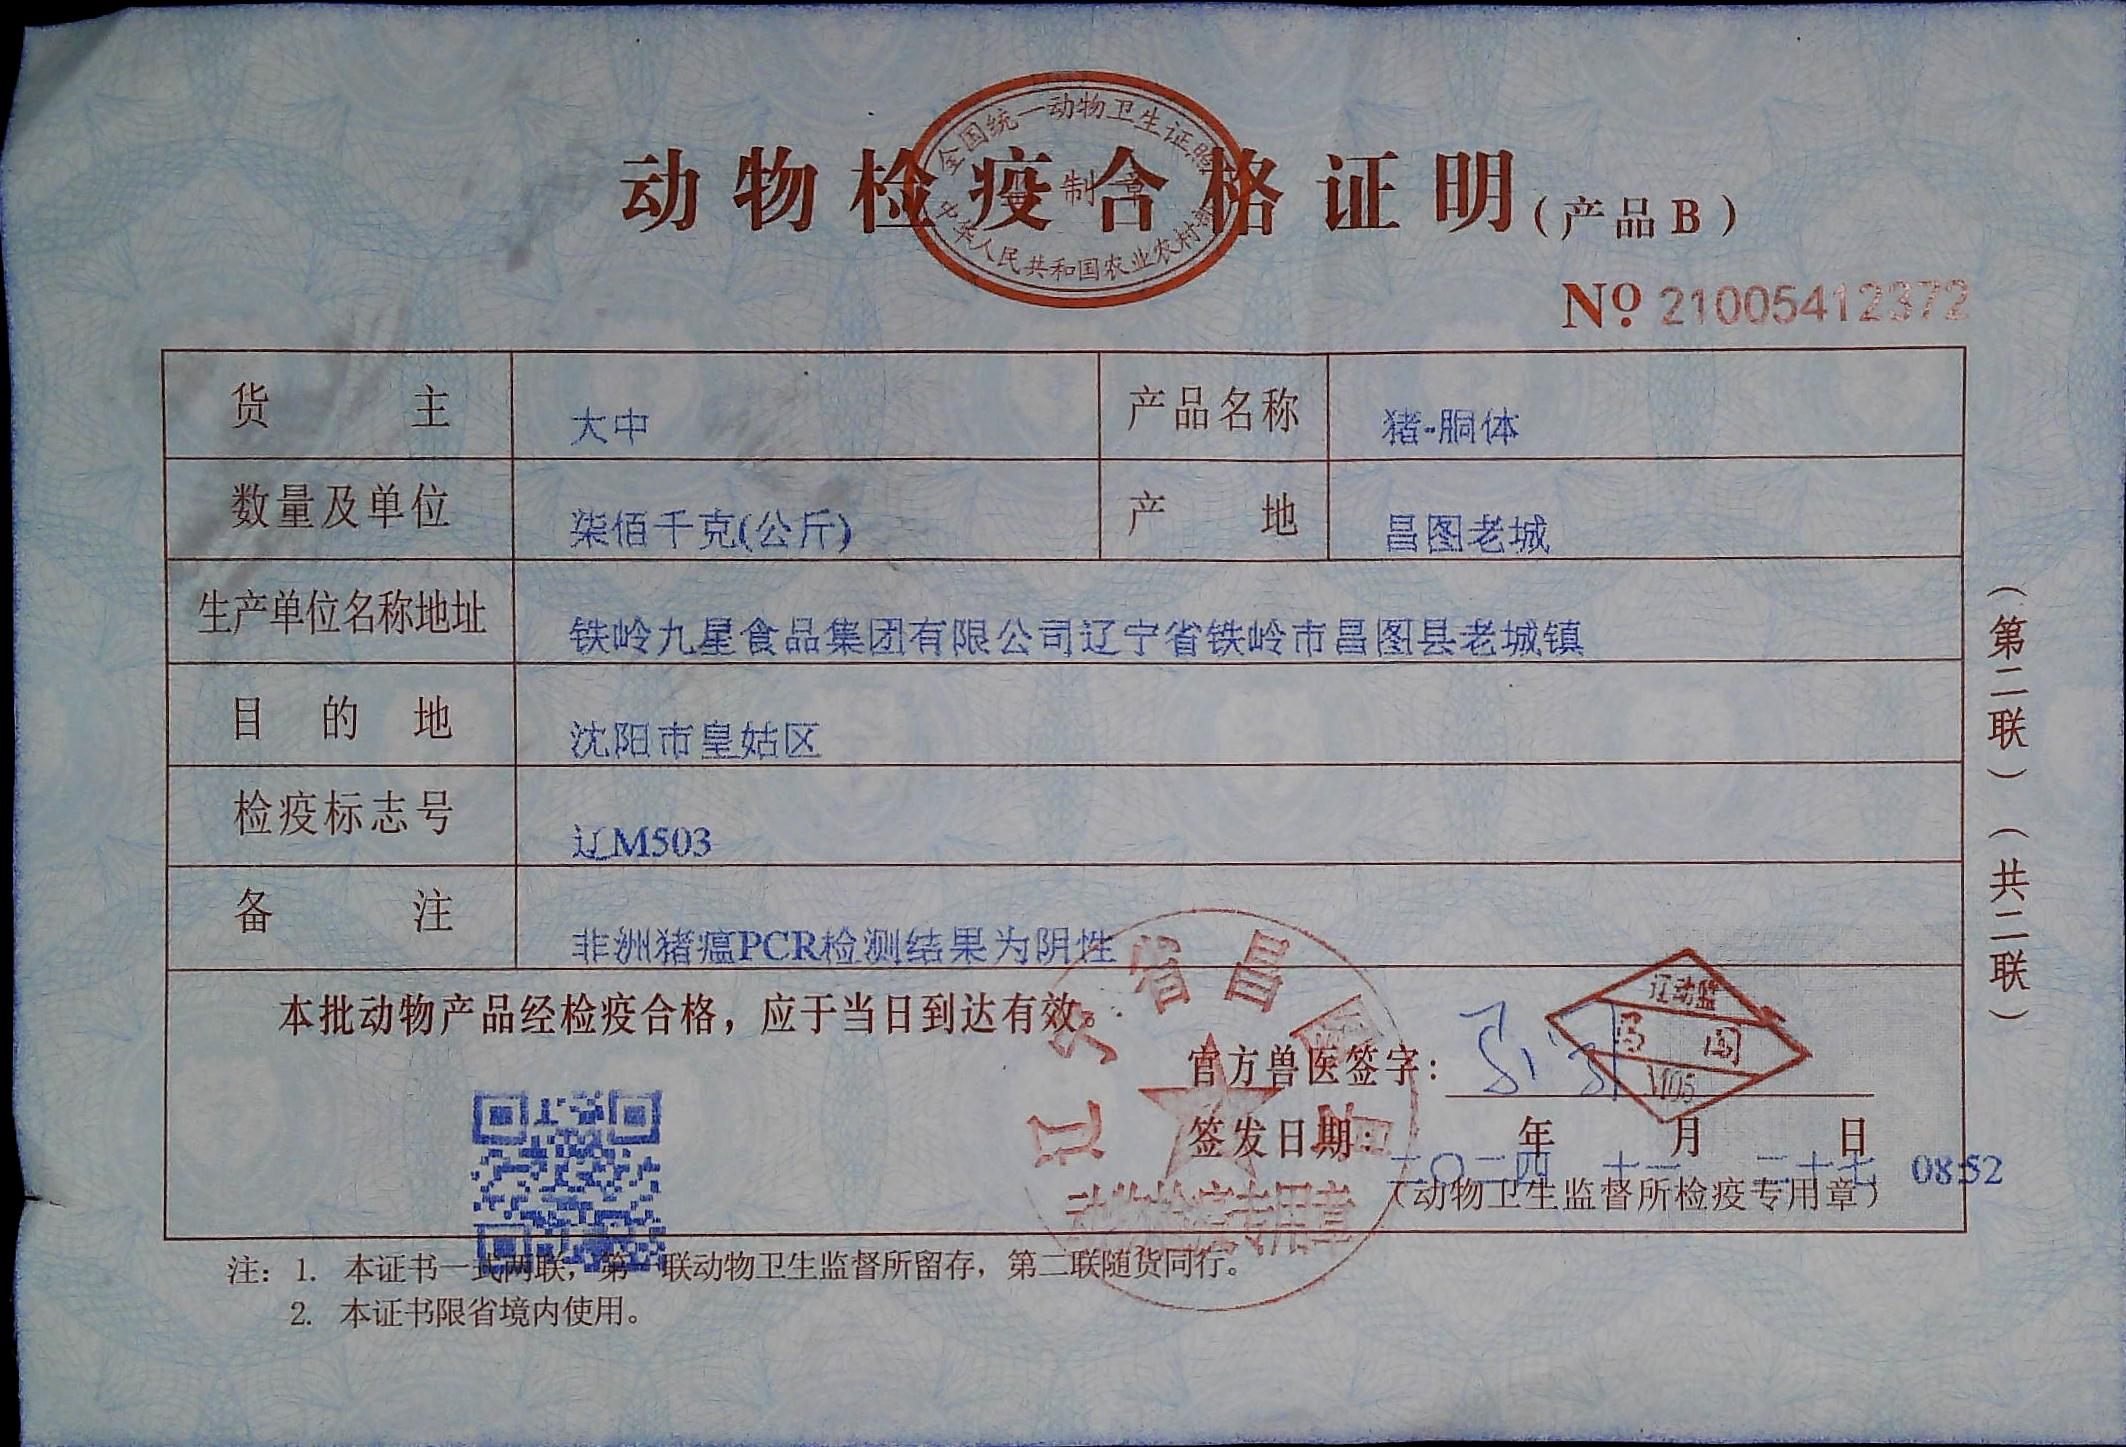 全国统一动物卫生证照
监制章
中华人民共和国农业农村部
动物检疫合格证明(产品B)
№ 21005412372
货主 大中 产品名称 猪-胴体
数量及单位 柒佰千克(公斤) 产地 昌图老城
生产单位名称地址 铁岭九星食品集团有限公司辽宁省铁岭市昌图县老城镇
目的地 沈阳市皇姑区
检疫标志号 辽M503
备注 非洲猪瘟PCR检测结果为阴性
本批动物产品经检疫合格，应于当日到达有效。
官方兽医签字：
辽动监
M05
签发日期： 二〇二四年 十一月 二十七日 08:52
(动物卫生监督所检疫专用章)
动物检疫专用章
注：1. 本证书一式两联，第一联动物卫生监督所留存，第二联随货同行。
2. 本证书限省境内使用。
(第二联)(共二联)